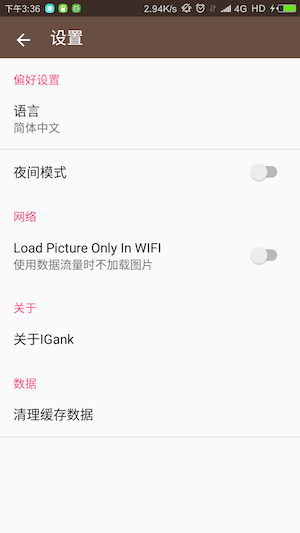 下午3:36 2.94K/s 4G HD
设置
偏好设置
语言
简体中文
夜间模式
网络
Load Picture Only In WIFI
使用数据流量时不加载图片
关于
关于IGank
数据
清理缓存数据